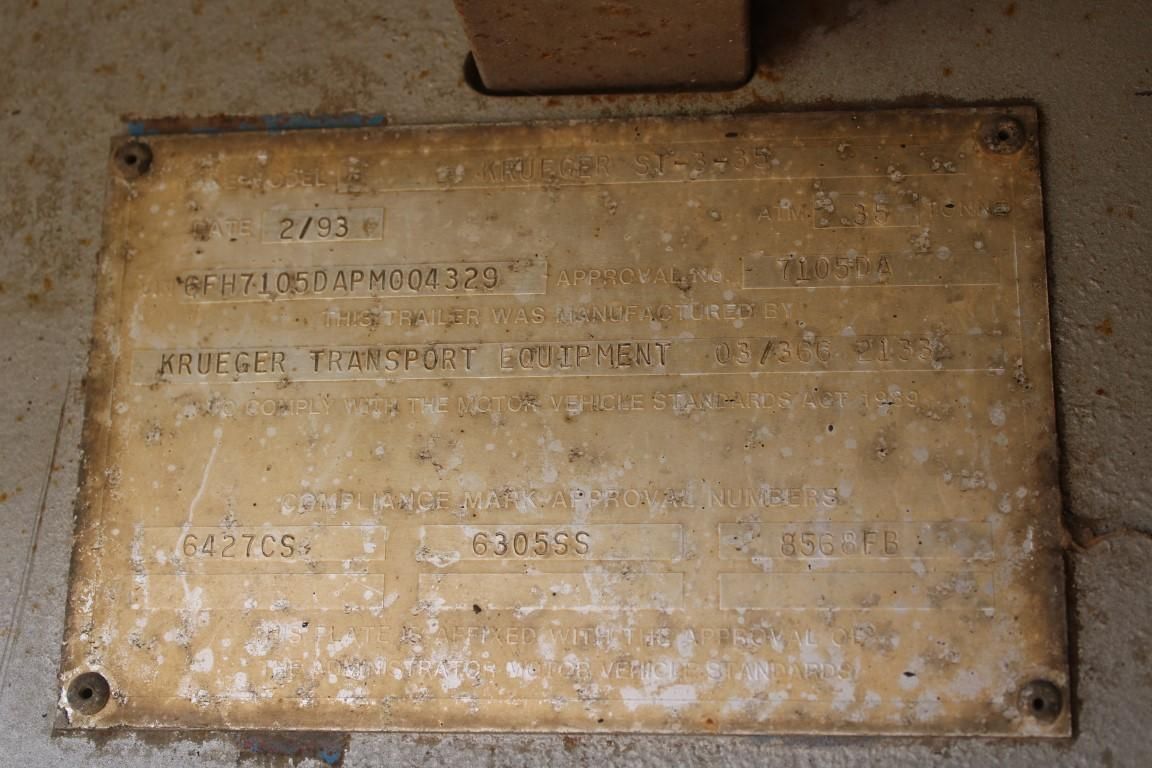 MODEL KRUEGER ST-3-35
DATE 2/93 ATM 35 TONNE
6FH7105DAPM004329 APPROVAL No. 7105DA
THIS TRAILER WAS MANUFACTURED BY
KRUEGER TRANSPORT EQUIPMENT 03/366 2133
TO COMPLY WITH THE MOTOR VEHICLE STANDARDS ACT 1989
COMPLIANCE MARK APPROVAL NUMBERS
6427CS 6305SS 8568FB
THIS PLATE IS AFFIXED WITH THE APPROVAL OF
THE ADMINISTRATOR MOTOR VEHICLE STANDARDS